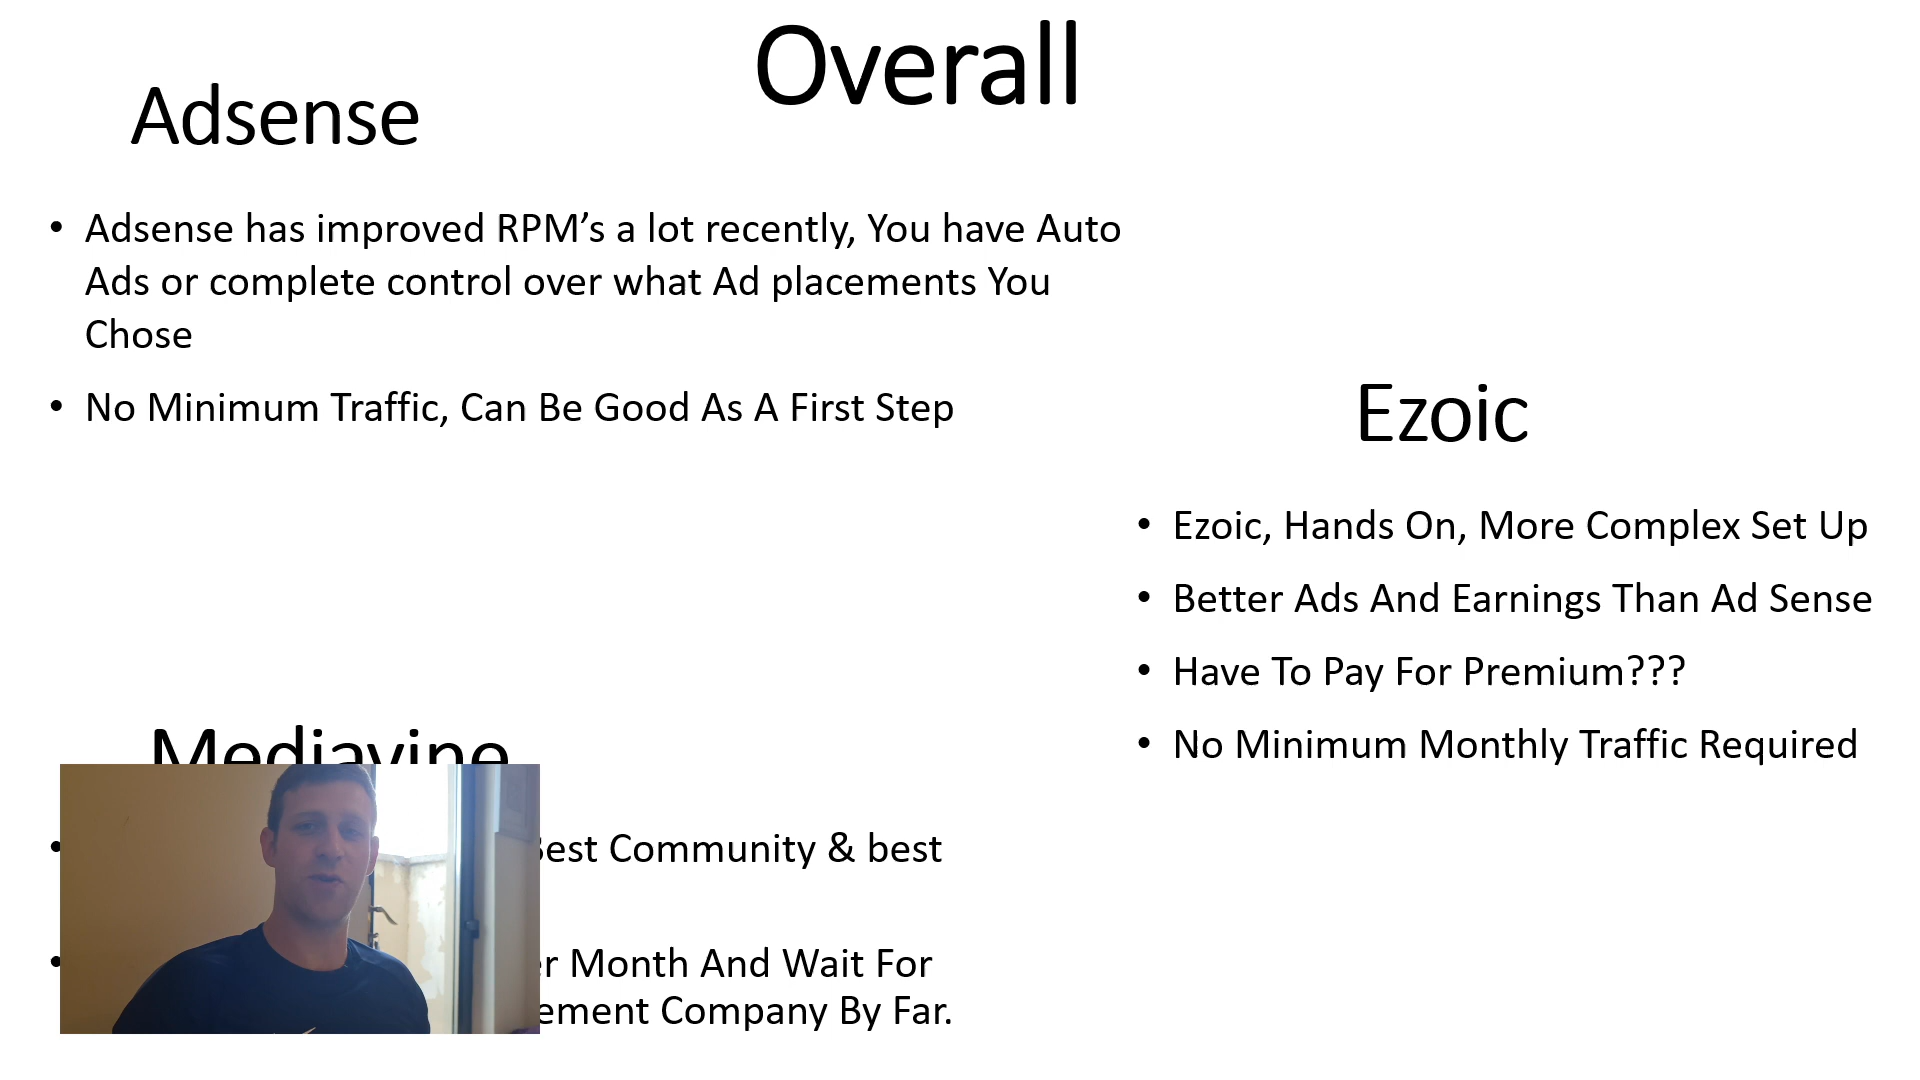 Overall
Adsense
• Adsense has improved RPM’s a lot recently, You have Auto
Ads or complete control over what Ad placements You
Chose
• No Minimum Traffic, Can Be Good As A First Step
Ezoic
• Ezoic, Hands On, More Complex Set Up
• Better Ads And Earnings Than Ad Sense
• Have To Pay For Premium???
• No Minimum Monthly Traffic Required
Mediavine
• Best Community & best
• Month And Wait For
Company By Far.